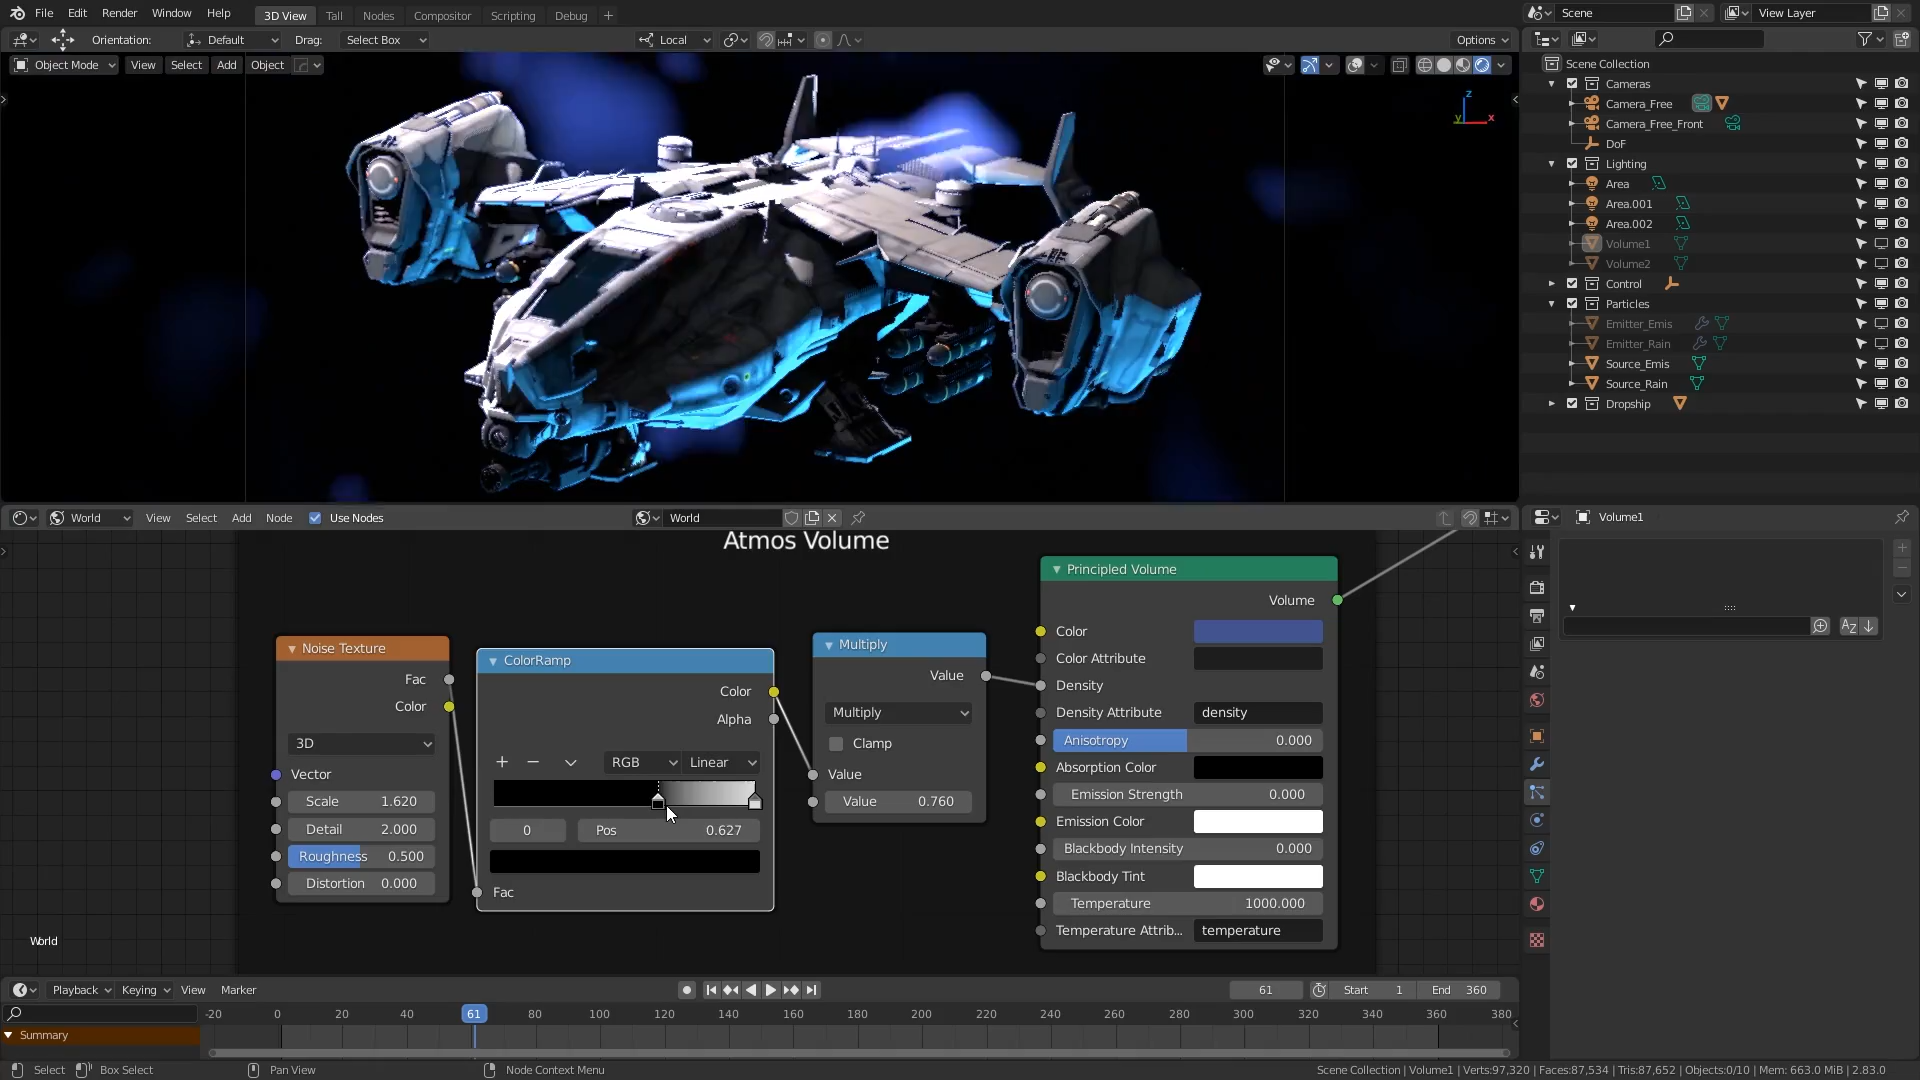 File Edit Render Window Help 3D View Tall Nodes Compositor Scripting Debug + Scene View Layer
Orientation: Default Drag: Select Box Local Options
Object Mode View Select Add Object
Z
Y X
Scene Collection
Cameras
Camera_Free
Camera_Free_Front
DoF
Lighting
Area
Area.001
Area.002
Volume1
Volume2
Control
Particles
Emitter_Emis
Emitter_Rain
Source_Emis
Source_Rain
Dropship
World View Select Add Node Use Nodes World
Volume1
Atmos Volume
Noise Texture
Fac
Color
3D
Vector
Scale 1.620
Detail 2.000
Roughness 0.500
Distortion 0.000
ColorRamp
Color
Alpha
+ − RGB Linear
0 Pos 0.627
Fac
Multiply
Value
Multiply
Clamp
Value
Value 0.760
Principled Volume
Volume
Color
Color Attribute
Density
Density Attribute density
Anisotropy 0.000
Absorption Color
Emission Strength 0.000
Emission Color
Blackbody Intensity 0.000
Blackbody Tint
Temperature 1000.000
Temperature Attrib... temperature
AZ
World
Playback Keying View Marker 61 Start 1 End 360
-20 0 20 40 61 80 100 120 140 160 180 200 220 240 260 280 300 320 340 360 380
Summary
Select Box Select Pan View Node Context Menu Scene Collection | Volume1 | Verts:97,320 | Faces:87,534 | Tris:87,652 | Objects:0/10 | Mem: 663.0 MiB | 2.83.0